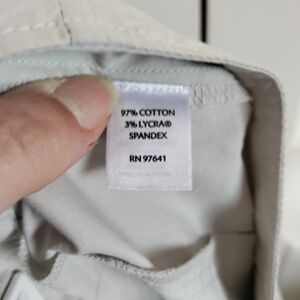 97% COTTON
3% LYCRA®
SPANDEX
RN 97641